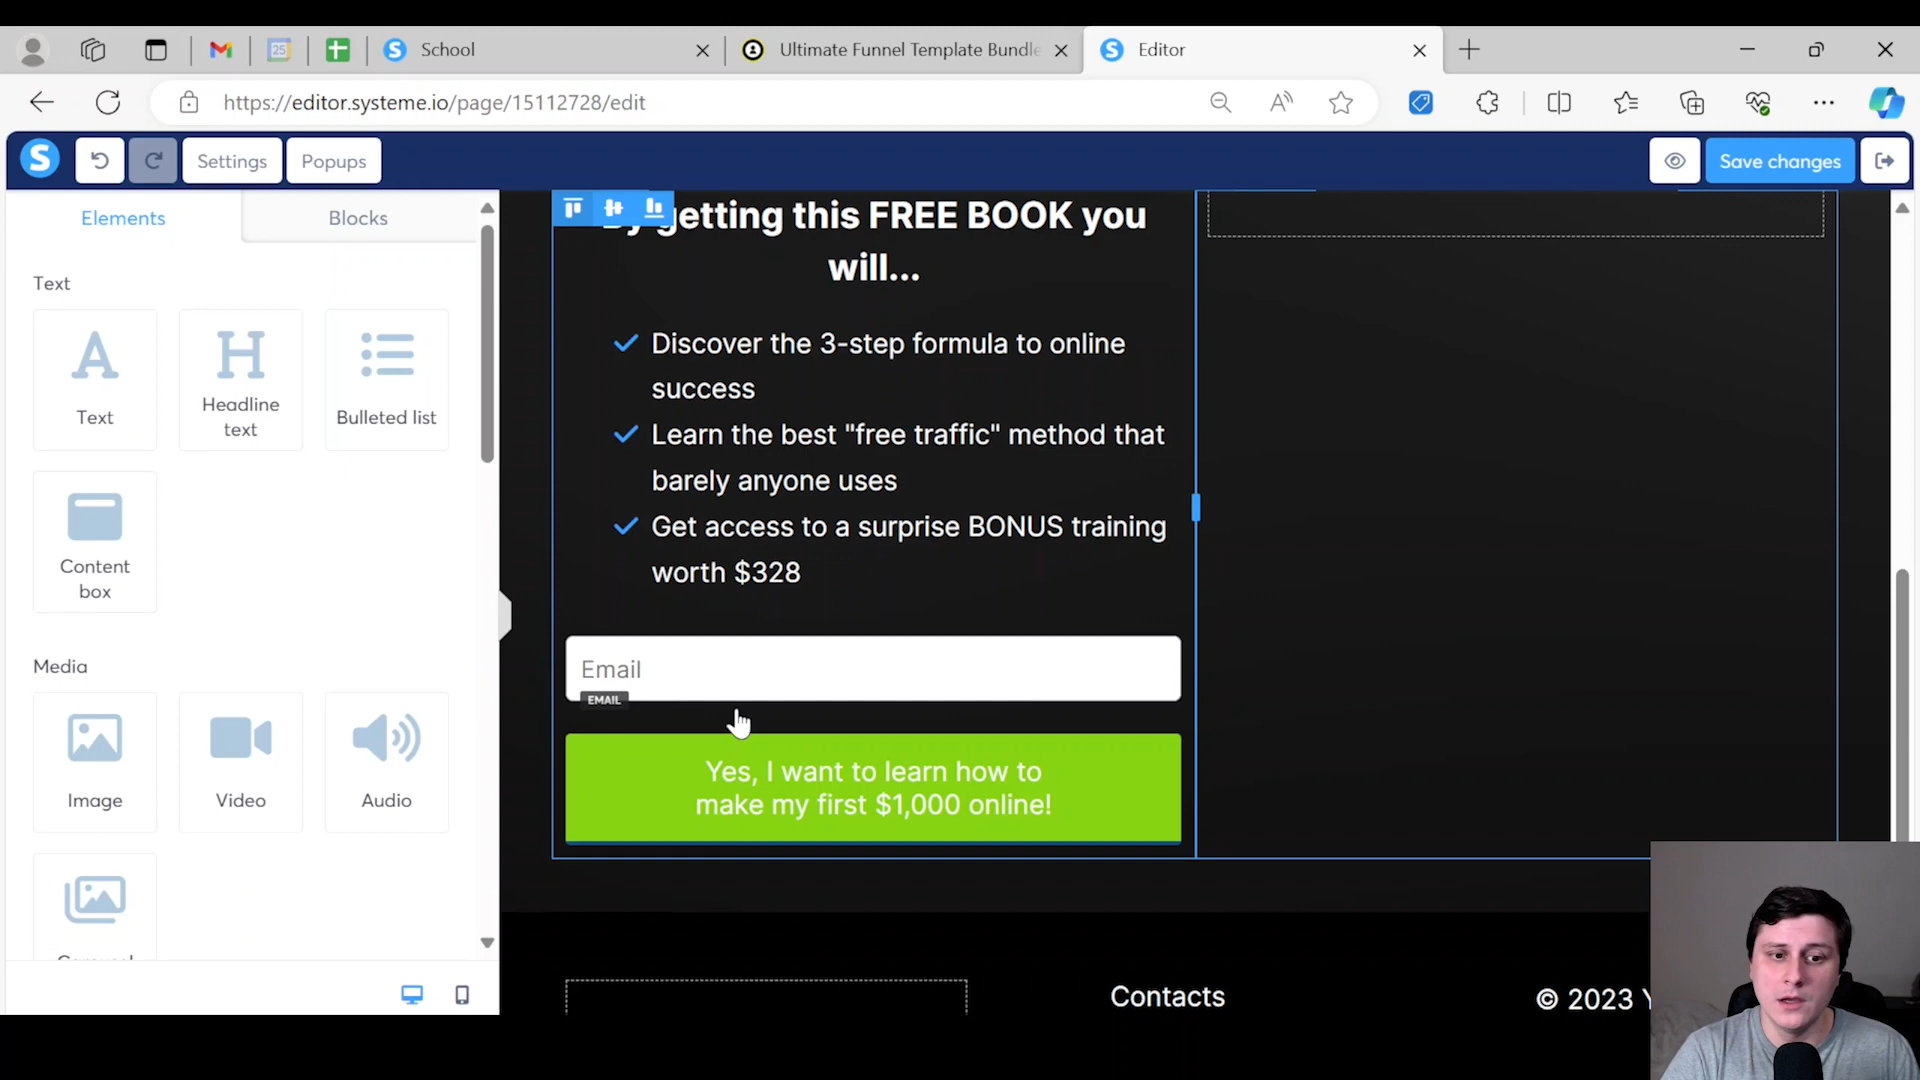 School
Ultimate Funnel Template Bundle
Editor
https://editor.systeme.io/page/15112728/edit
Settings
Popups
Save changes
Elements
Blocks
Text
Text
Headline
text
Bulleted list
Content
box
Media
Image
Video
Audio
By getting this FREE BOOK you
will...
Discover the 3-step formula to online
success
Learn the best "free traffic" method that
barely anyone uses
Get access to a surprise BONUS training
worth $328
Email
EMAIL
Yes, I want to learn how to
make my first $1,000 online!
Contacts
© 2023